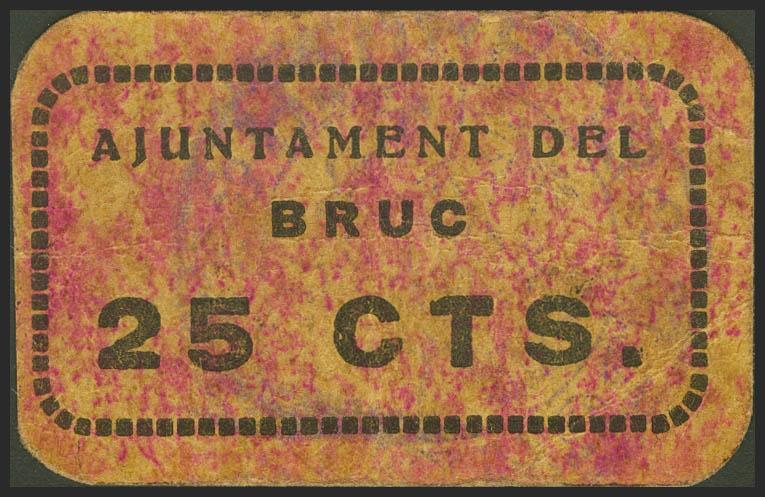 AJUNTAMENT DEL
BRUC
25 CTS.